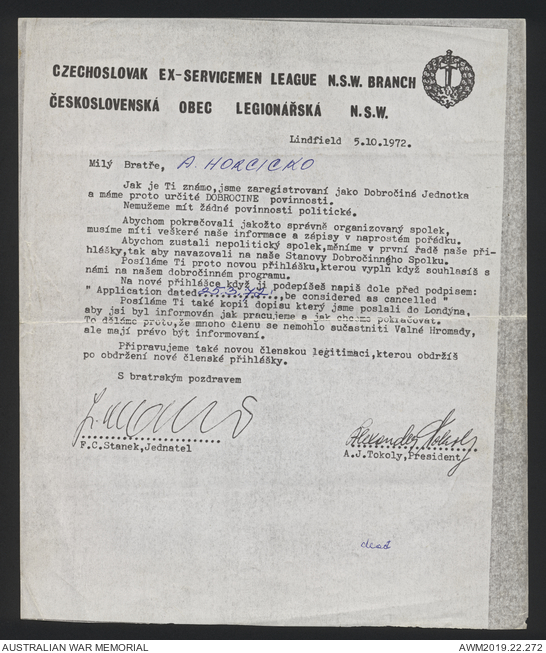 CZECHOSLOVAK EX-SERVICEMEN LEAGUE N.S.W. BRANCH
ČESKOSLOVENSKÁ OBEC LEGIONÁŘSKÁ N.S.W.
Lindfield 5.10.1972.
Milý Bratře, A. HORCICKO
Jak je Ti známo,jsme zaregistrovaní jako Dobročiná Jednotka
a máme proto určité DOBROCINE povinnosti.
Nemužeme mít žádné povinnosti politické.
Abychom pokračovali jakožto správně organizovaný spolek,
musíme míti veškeré naše informace a zápisy v naprostém pořádku.
Abychom zustali nepolitický spolek,měníme v první řadě naše při-
hlášky,tak aby navazovali na naše Stanovy Dobročinného Spolku.
Posíláme Ti proto novou přihlášku,kterou vyplň když souhlasíš s
námi na našem dobročinném programu.
Na nové přihlášce když ji podepíšeš napiš dole před podpisem:
" Application dated , be considered as cancelled "
Posíláme Ti také kopii dopisu který jsme poslali do Londýna,
aby jsi byl informován jak pracujeme a jak chceme pokračovat.
To děláme proto,že mnoho členu se nemohlo súčastniti Valné Hromady,
ale mají právo být informovaní.
Připravujeme také novou členskou legitimaci,kterou obdržíš
po obdržení nové členské přihlášky.
S bratrským pozdravem
Alexander Tokoly
F.C.Stanek,Jednatel
A.J.Tokoly,President
dead
AUSTRALIAN WAR MEMORIAL
AWM2019.22.272